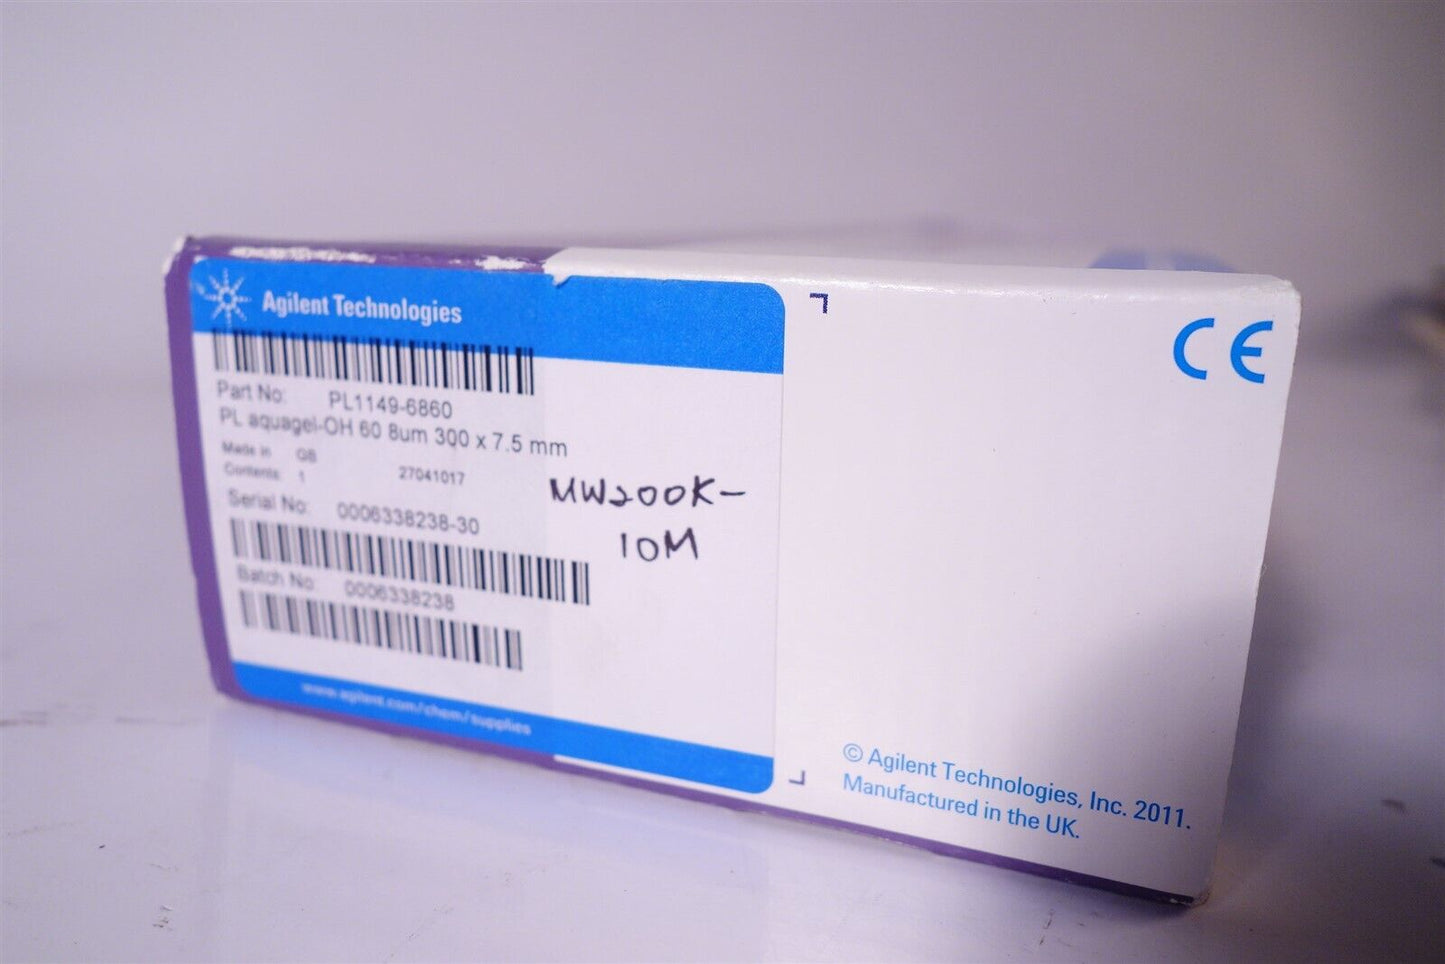 Agilent Technologies
Part No: PL1149-6860
PL aquagel-OH 60 8um 300 x 7.5 mm
Made in GB
Contents: 1 27041017
Serial No: 0006338238-30
Batch No: 0006338238
www.agilent.com/chem/supplies
MW200K-
10M
CE
© Agilent Technologies, Inc. 2011.
Manufactured in the UK.